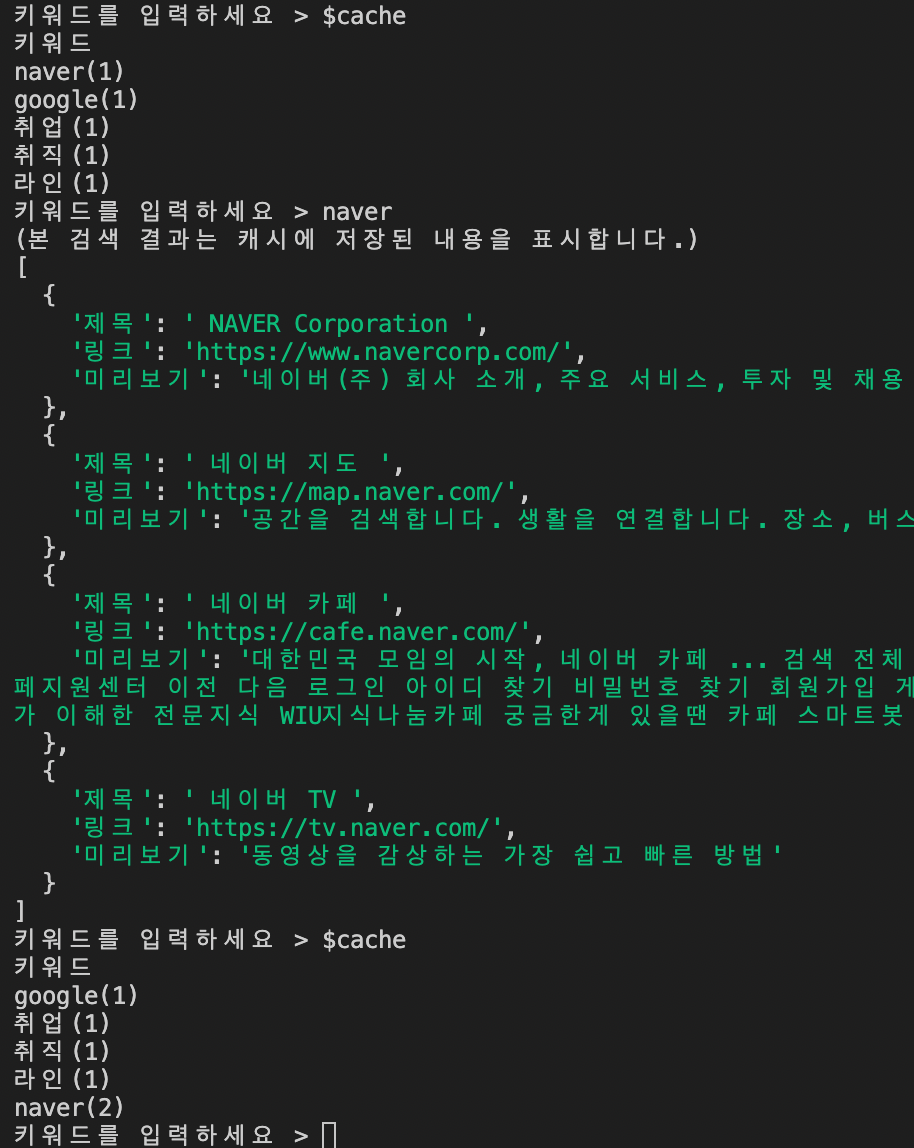 키워드를 입력하세요 > $cache
키워드
naver(1)
google(1)
취업(1)
취직(1)
라인(1)
키워드를 입력하세요 > naver
(본 검색 결과는 캐시에 저장된 내용을 표시합니다.)
[
  {
    '제목': ' NAVER Corporation ',
    '링크': 'https://www.navercorp.com/',
    '미리보기': '네이버(주) 회사 소개, 주요 서비스, 투자 및 채용
  },
  {
    '제목': ' 네이버 지도 ',
    '링크': 'https://map.naver.com/',
    '미리보기': '공간을 검색합니다. 생활을 연결합니다. 장소, 버스
  },
  {
    '제목': ' 네이버 카페 ',
    '링크': 'https://cafe.naver.com/',
    '미리보기': '대한민국 모임의 시작, 네이버 카페 ... 검색 전체
페지원센터 이전 다음 로그인 아이디 찾기 비밀번호 찾기 회원가입 게
가 이해한 전문지식 WIU지식나눔카페 궁금한게 있을땐 카페 스마트봇
  },
  {
    '제목': ' 네이버 TV ',
    '링크': 'https://tv.naver.com/',
    '미리보기': '동영상을 감상하는 가장 쉽고 빠른 방법'
  }
]
키워드를 입력하세요 > $cache
키워드
google(1)
취업(1)
취직(1)
라인(1)
naver(2)
키워드를 입력하세요 >